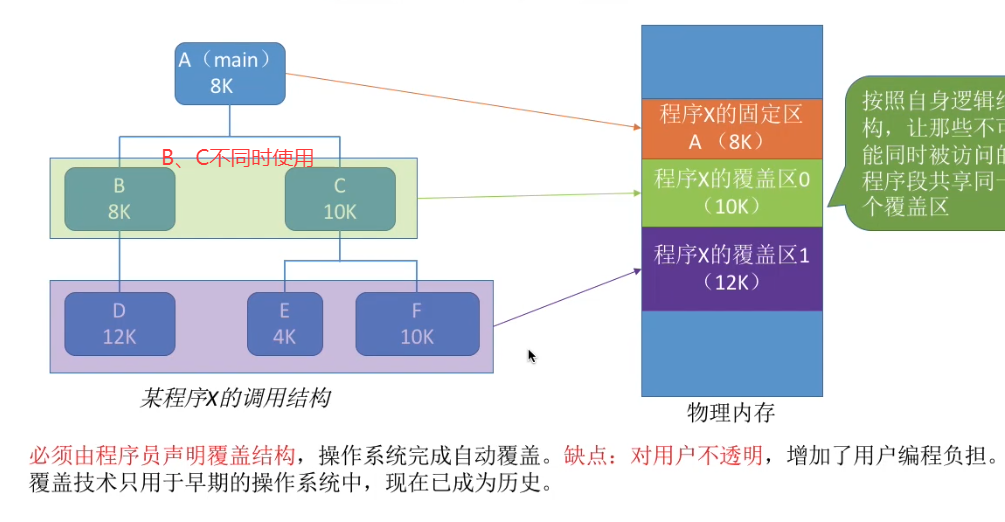 A（main）
8K
B、C不同时使用
B
8K
C
10K
D
12K
E
4K
F
10K
某程序X的调用结构
程序X的固定区
A （8K）
程序X的覆盖区0
（10K）
程序X的覆盖区1
（12K）
物理内存
按照自身逻辑结
构，让那些不可
能同时被访问的
程序段共享同一
个覆盖区
必须由程序员声明覆盖结构，操作系统完成自动覆盖。缺点：对用户不透明，增加了用户编程负担。
覆盖技术只用于早期的操作系统中，现在已成为历史。